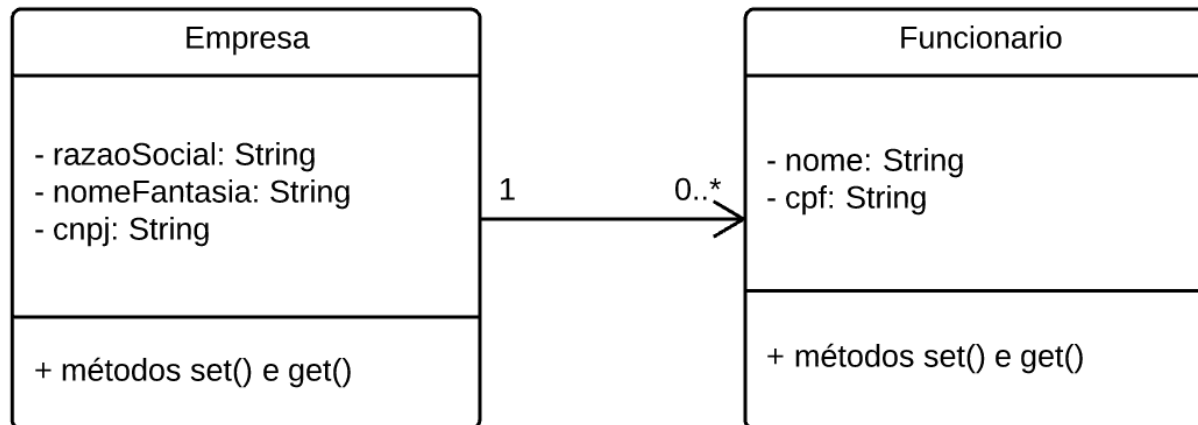 Empresa
- razaoSocial: String
- nomeFantasia: String
- cnpj: String
+ métodos set() e get()
1
0..*
Funcionario
- nome: String
- cpf: String
+ métodos set() e get()